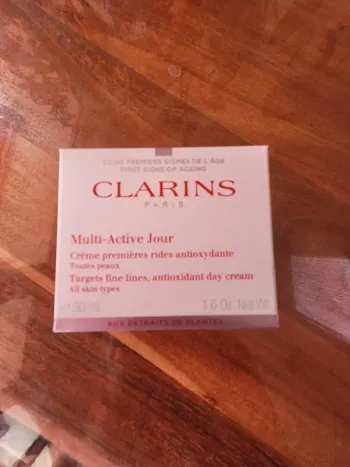 SOINS PREMIERS SIGNES DE L'ÂGE
FIRST SIGNS OF AGEING
CLARINS
PARIS
Multi-Active Jour
Crème premières rides antioxydante
Toutes peaux
Targets fine lines, antioxidant day cream
All skin types
50 mL 1.6 Oz. Net Wt.
AUX EXTRAITS DE PLANTES